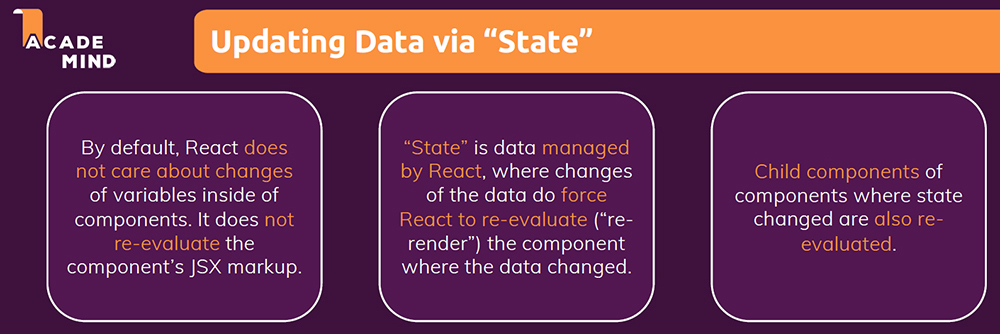 ACADE
MIND
Updating Data via “State”
By default, React does
not care about changes
of variables inside of
components. It does not
re-evaluate the
component’s JSX markup.
“State” is data managed
by React, where changes
of the data do force
React to re-evaluate (“re-
render”) the component
where the data changed.
Child components of
components where state
changed are also re-
evaluated.